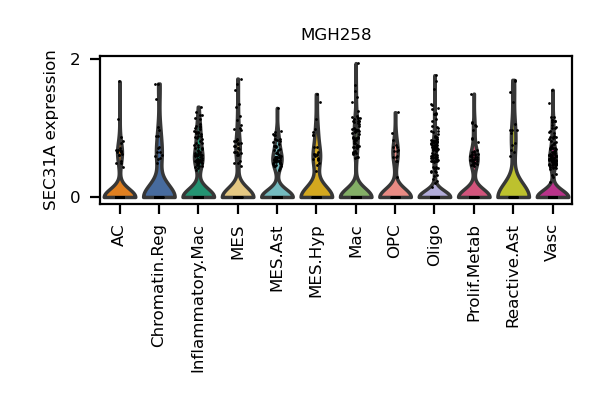 MGH258
SEC31A expression
2
0
AC
Chromatin.Reg
Inflammatory.Mac
MES
MES.Ast
MES.Hyp
Mac
OPC
Oligo
Prolif.Metab
Reactive.Ast
Vasc